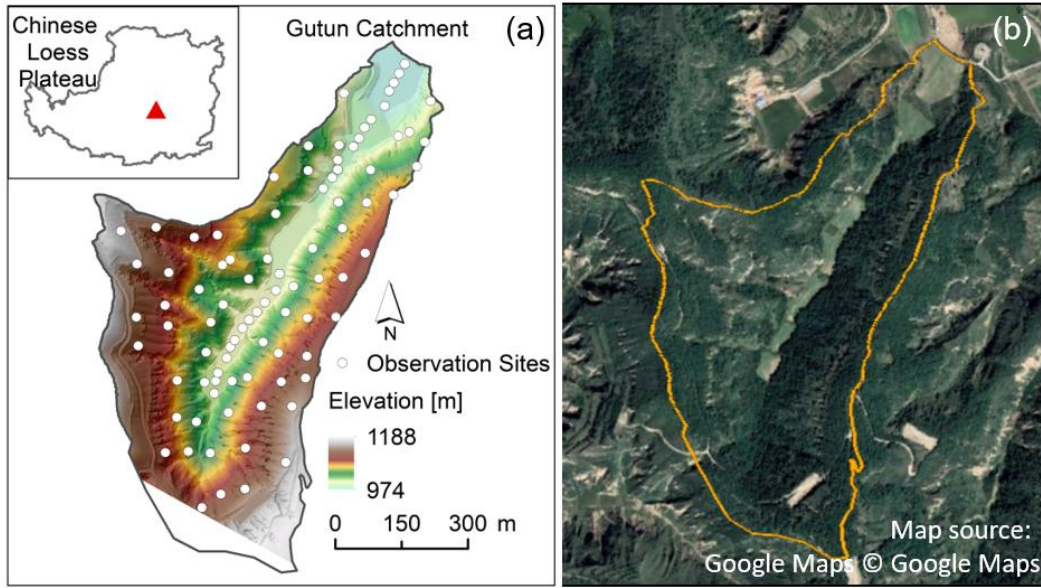 Chinese
Loess
Plateau
Gutun Catchment
(a)
N
Observation Sites
Elevation [m]
1188
974
0 150 300 m
(b)
Map source:
Google Maps © Google Maps